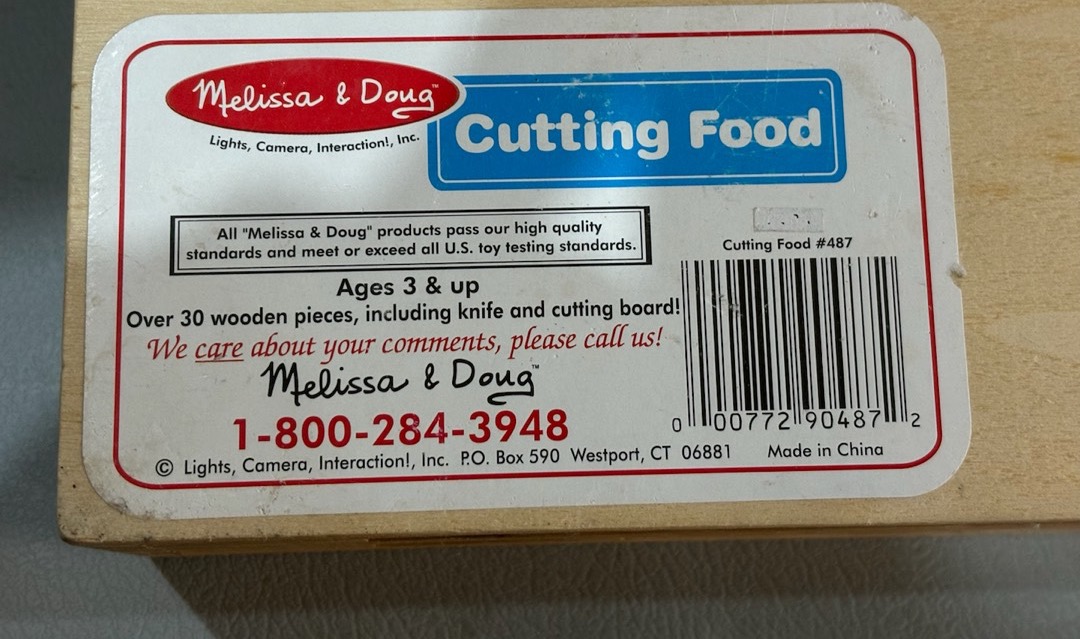 Melissa & Doug™
Lights, Camera, Interaction!, Inc.
Cutting Food
All "Melissa & Doug" products pass our high quality
standards and meet or exceed all U.S. toy testing standards.
Ages 3 & up
Over 30 wooden pieces, including knife and cutting board!
We care about your comments, please call us!
Melissa & Doug™
1-800-284-3948
© Lights, Camera, Interaction!, Inc. P.O. Box 590 Westport, CT 06881
Cutting Food #487
0 00772 90487 2
Made in China